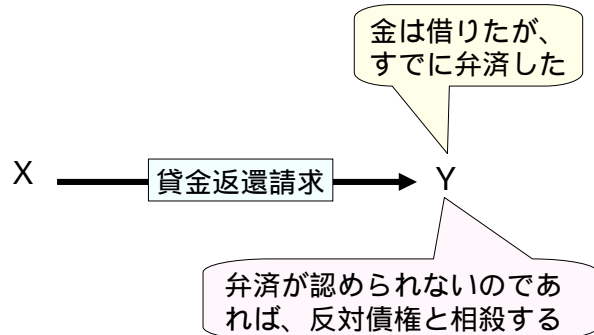 金は借りたが、
すでに弁済した
X
貸金返還請求
Y
弁済が認められないのであ
れば、反対債権と相殺する